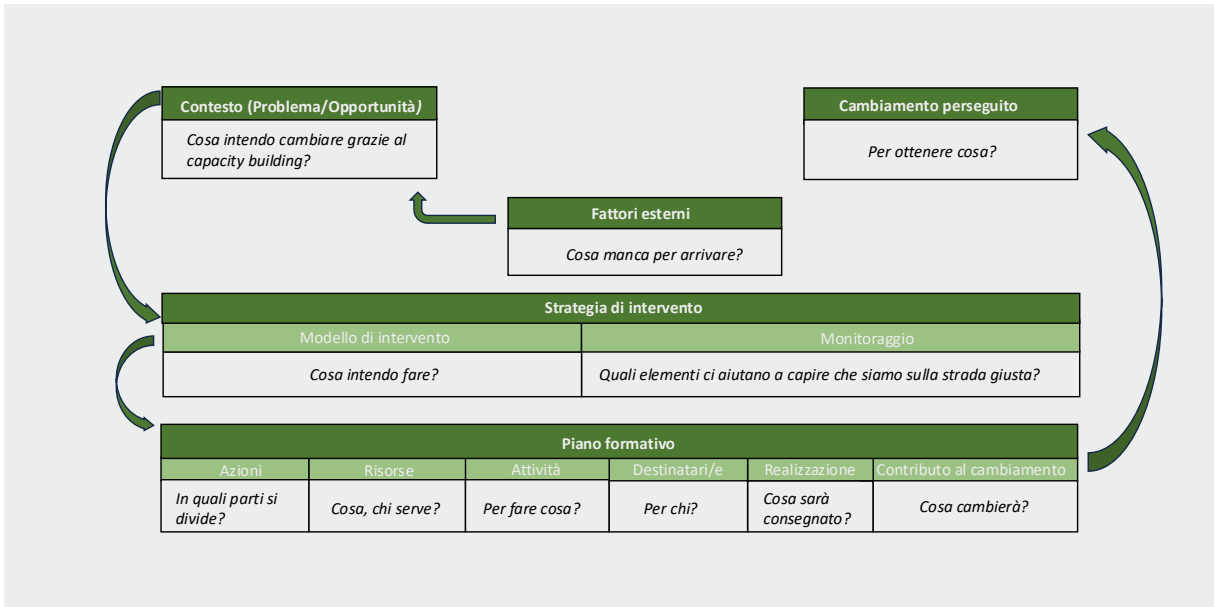 Contesto (Problema/Opportunità)
Cosa intendo cambiare grazie al
capacity building?
Cambiamento perseguito
Per ottenere cosa?
Fattori esterni
Cosa manca per arrivare?
Strategia di intervento
Modello di intervento
Monitoraggio
Cosa intendo fare?
Quali elementi ci aiutano a capire che siamo sulla strada giusta?
Piano formativo
Azioni
Risorse
Attività
Destinatari/e
Realizzazione
Contributo al cambiamento
In quali parti si
divide?
Cosa, chi serve?
Per fare cosa?
Per chi?
Cosa sarà
consegnato?
Cosa cambierà?